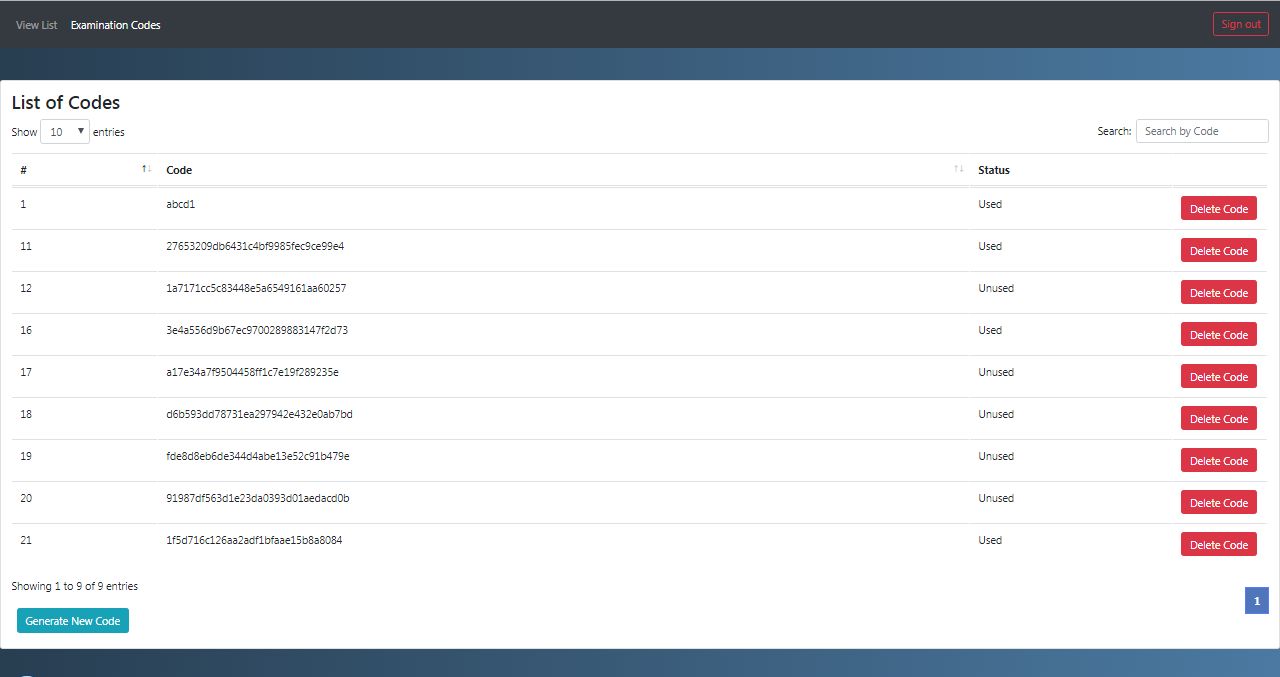 View List Examination Codes Sign out
List of Codes
Show 10 entries Search: Search by Code
# Code Status
1 abcd1 Used Delete Code
11 27653209db6431c4bf9985fec9ce99e4 Used Delete Code
12 1a7171cc5c83448e5a6549161aa60257 Unused Delete Code
16 3e4a556d9b67ec9700289883147f2d73 Used Delete Code
17 a17e34a7f9504458ff1c7e19f289235e Unused Delete Code
18 d6b593dd78731ea297942e432e0ab7bd Unused Delete Code
19 fde8d8eb6de344d4abe13e52c91b479e Unused Delete Code
20 91987df563d1e23da0393d01aedacd0b Unused Delete Code
21 1f5d716c126aa2adf1bfaae15b8a8084 Used Delete Code
Showing 1 to 9 of 9 entries
1
Generate New Code